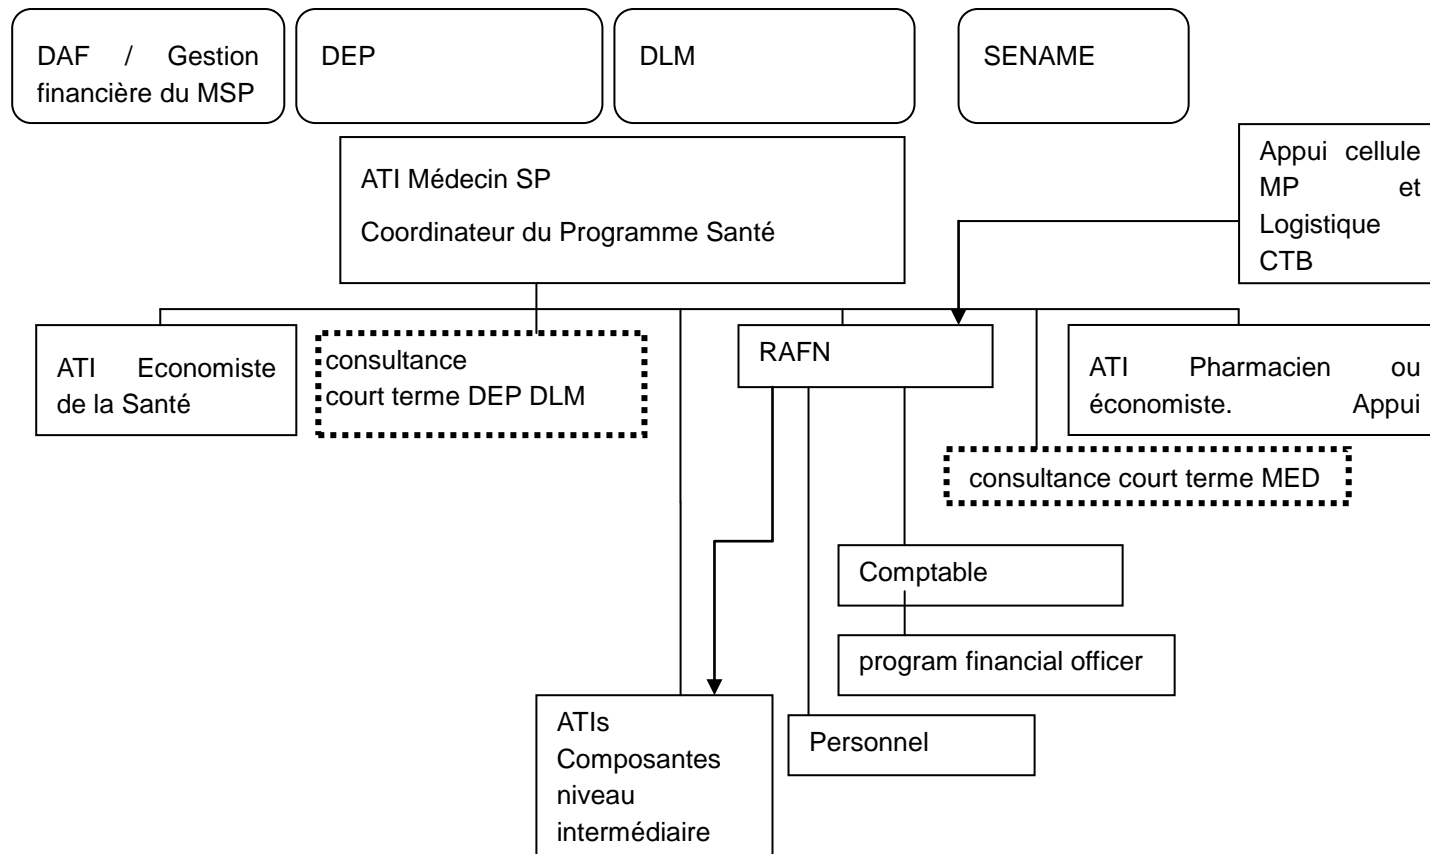 DAF / Gestion
financière du MSP
DEP
DLM
SENAME
ATI Médecin SP
Coordinateur du Programme Santé
Appui cellule
MP et
Logistique
CTB
ATI Economiste
de la Santé
consultance
court terme DEP DLM
RAFN
ATI Pharmacien ou
économiste. Appui
consultance court terme MED
Comptable
program financial officer
ATIs
Composantes
niveau
intermédiaire
Personnel